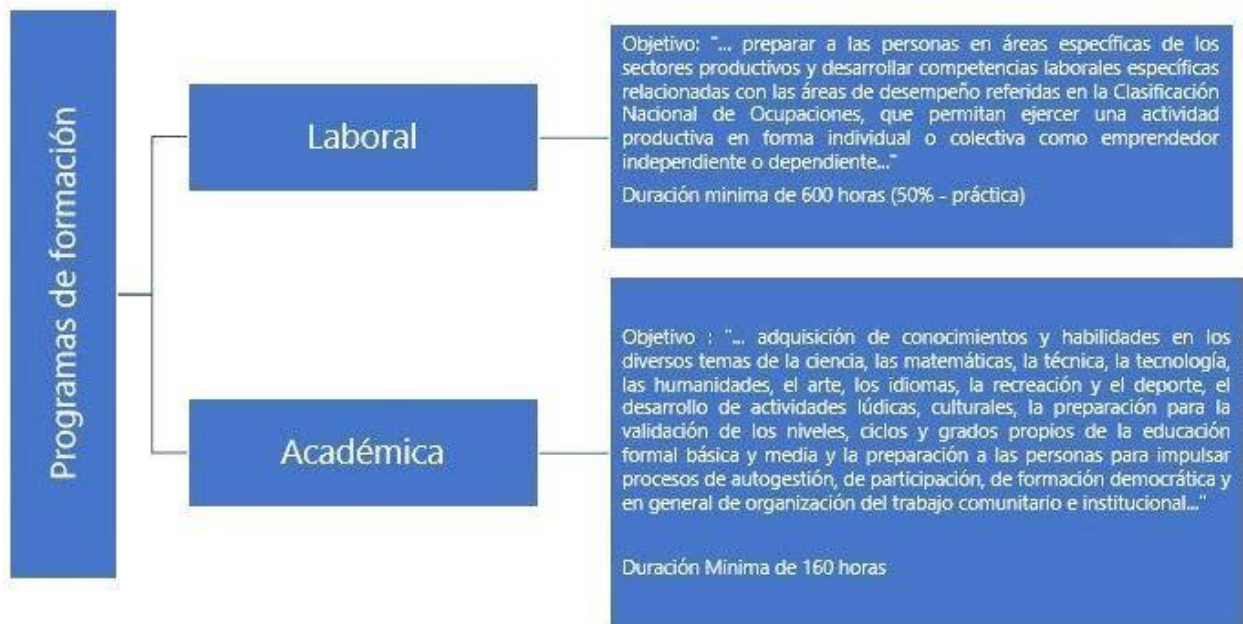 Programas de formación
Laboral
Objetivo: "... preparar a las personas en áreas específicas de los
sectores productivos y desarrollar competencias laborales específicas
relacionadas con las áreas de desempeño referidas en la Clasificación
Nacional de Ocupaciones, que permitan ejercer una actividad
productiva en forma individual o colectiva como emprendedor
independiente o dependiente..."
Duración minima de 600 horas (50% - práctica)
Académica
Objetivo : "... adquisición de conocimientos y habilidades en los
diversos temas de la ciencia, las matemáticas, la técnica, la tecnología,
las humanidades, el arte, los idiomas, la recreación y el deporte, el
desarrollo de actividades lúdicas, culturales, la preparación para la
validación de los niveles, ciclos y grados propios de la educación
formal básica y media y la preparación a las personas para impulsar
procesos de autogestión, de participación, de formación democrática y
en general de organización del trabajo comunitario e institucional..."
Duración Minima de 160 horas